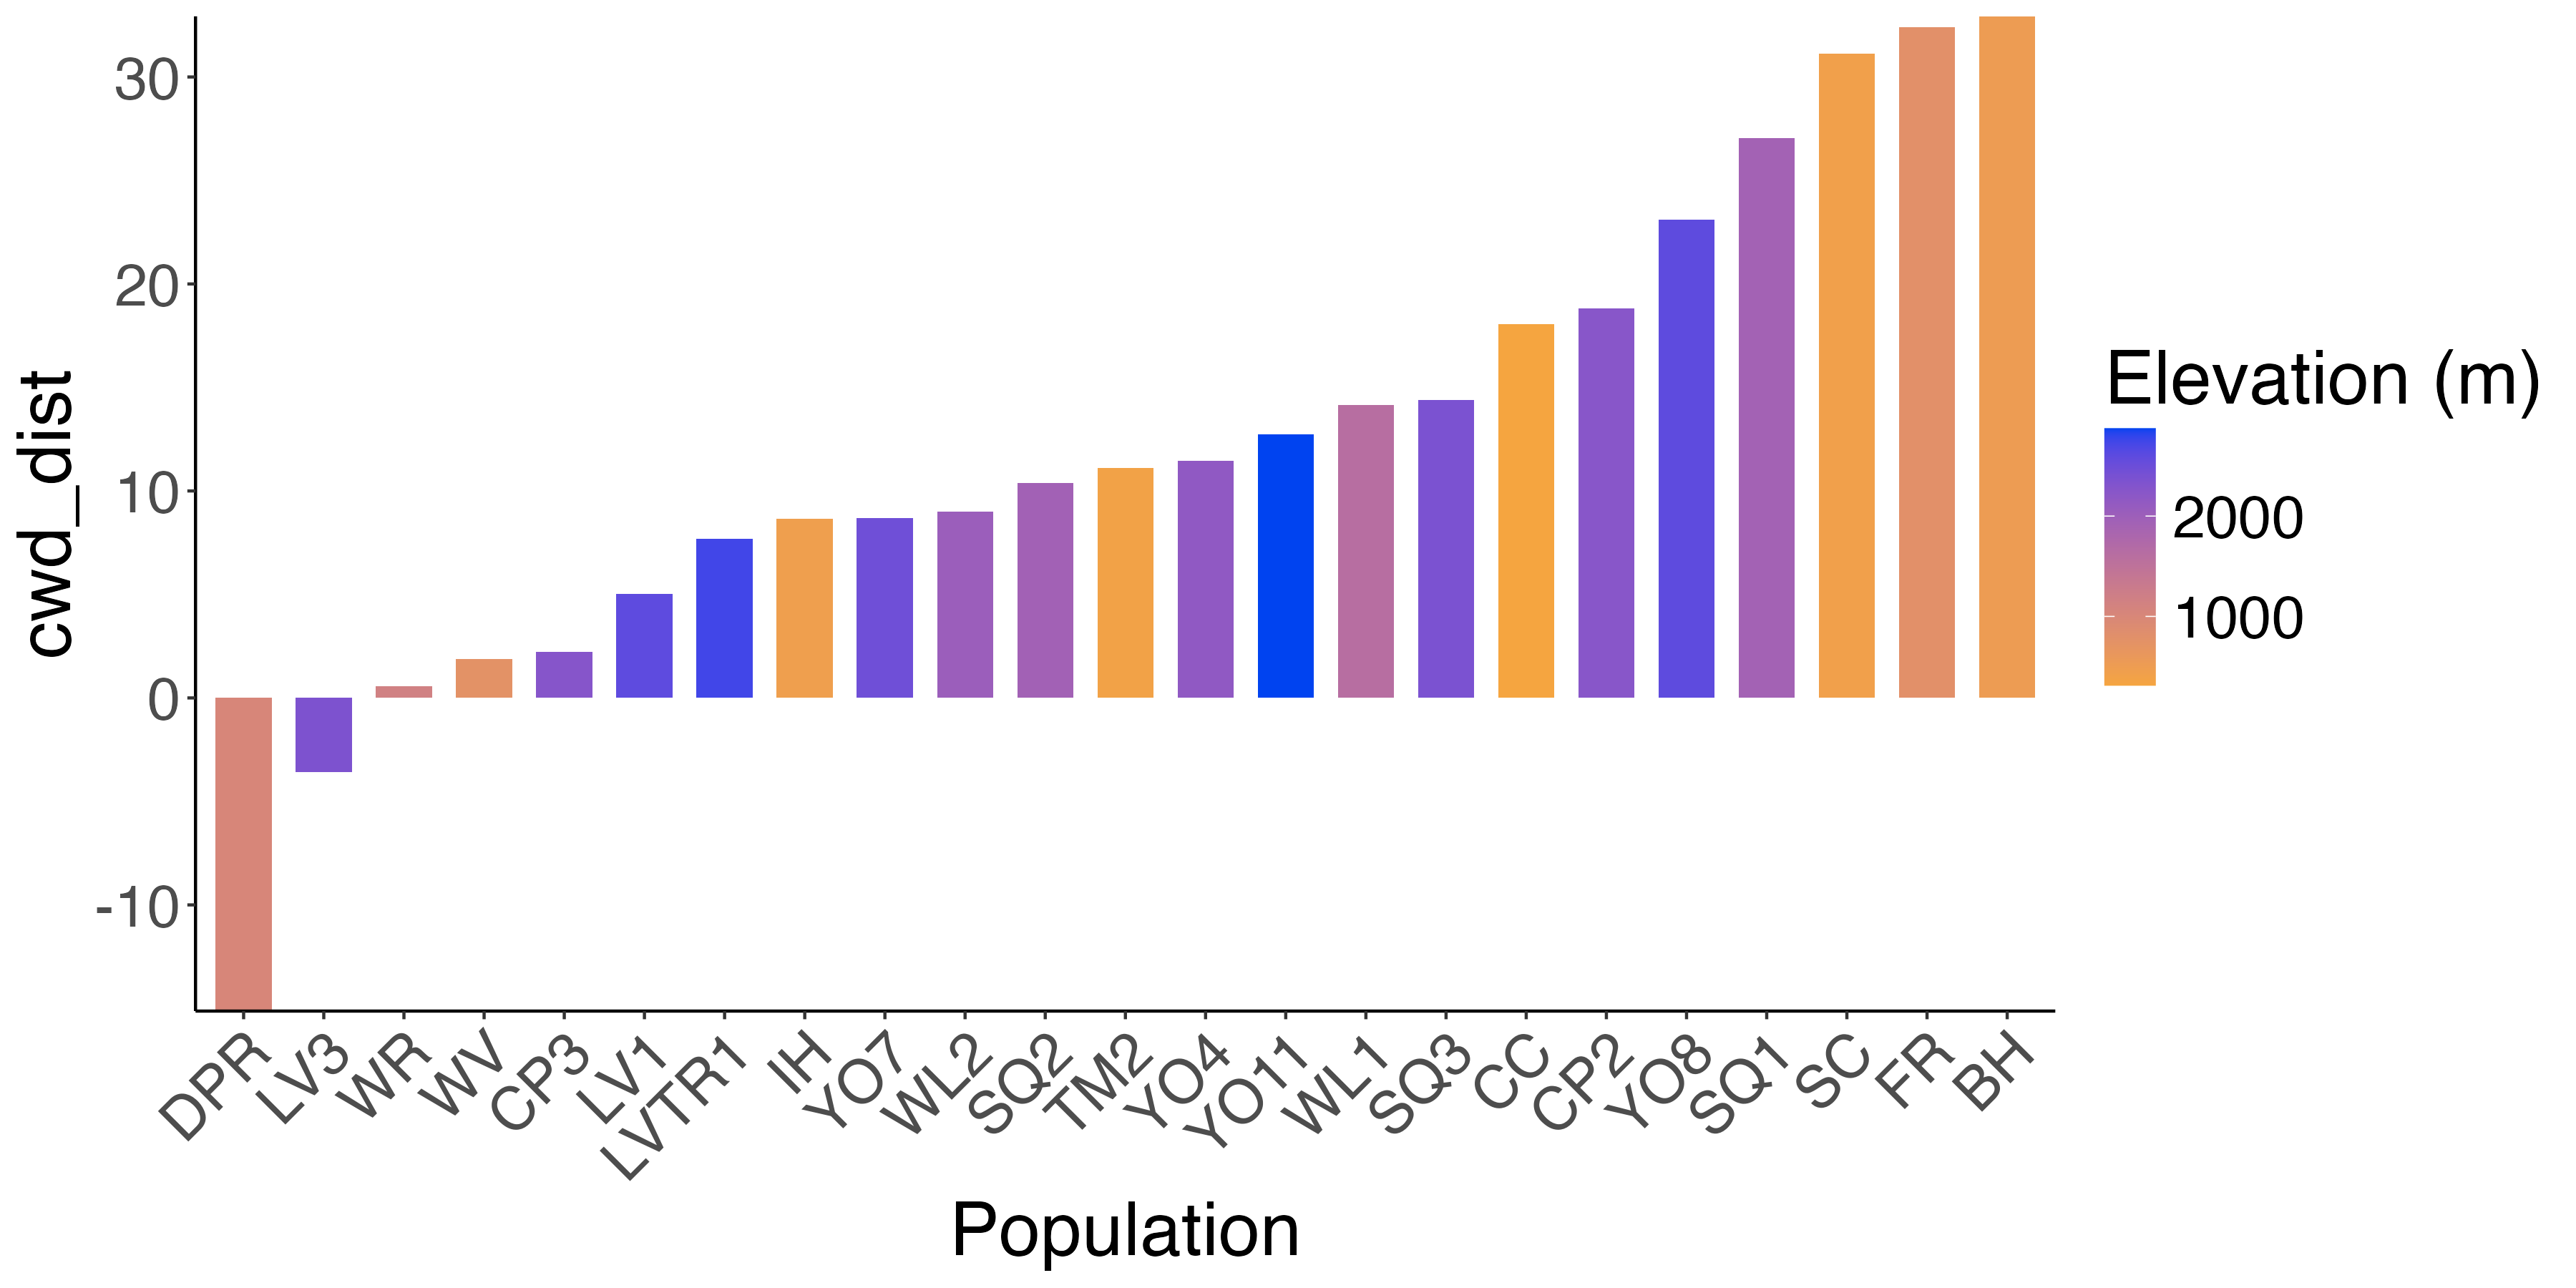 cwd_dist
30
20
10
0
-10
DPR
LV3
WR
WV
CP3
LV1
LVTR1
IH
YO7
WL2
SQ2
TM2
YO4
YO11
WL1
SQ3
CC
CP2
YO8
SQ1
SC
FR
BH
Population
Elevation (m)
2000
1000